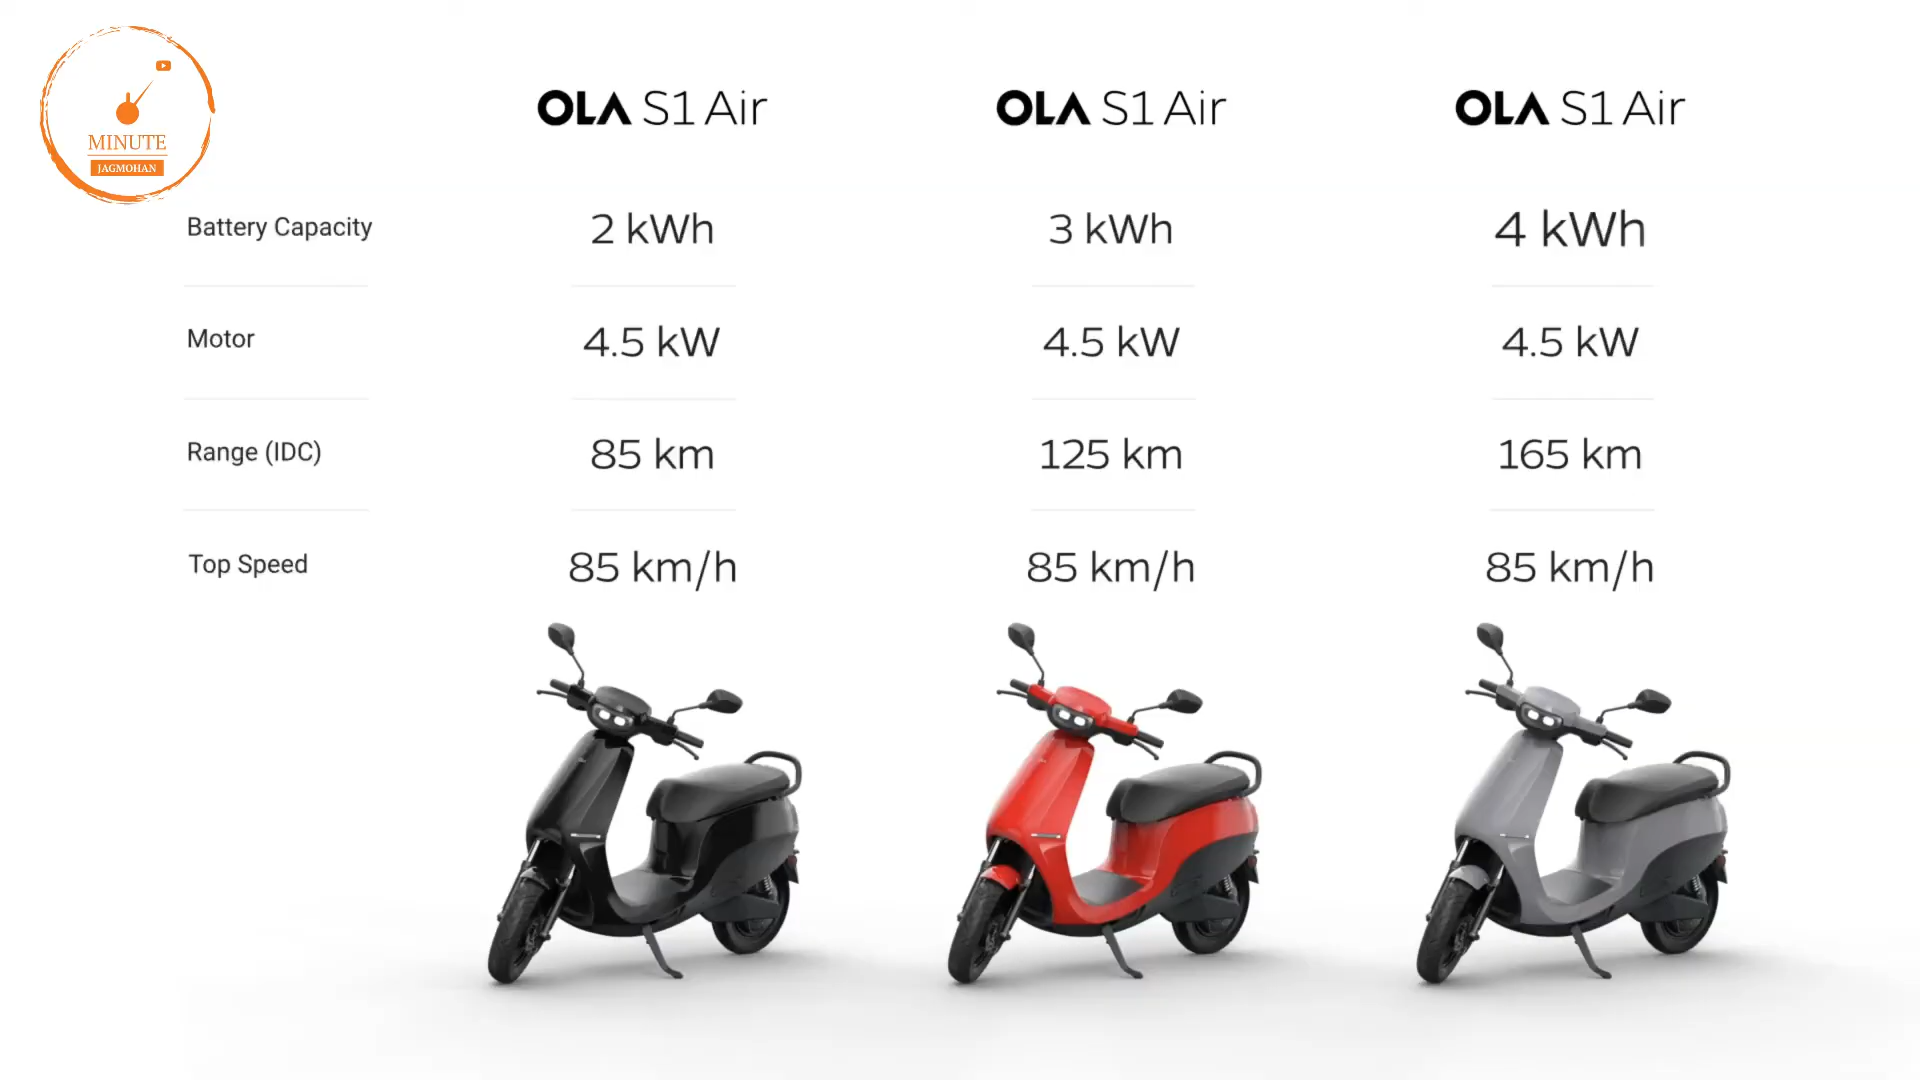 MINUTE
JAGMOHAN
OLA S1 Air OLA S1 Air OLA S1 Air
Battery Capacity 2 kWh 3 kWh 4 kWh
Motor 4.5 kW 4.5 kW 4.5 kW
Range (IDC) 85 km 125 km 165 km
Top Speed 85 km/h 85 km/h 85 km/h